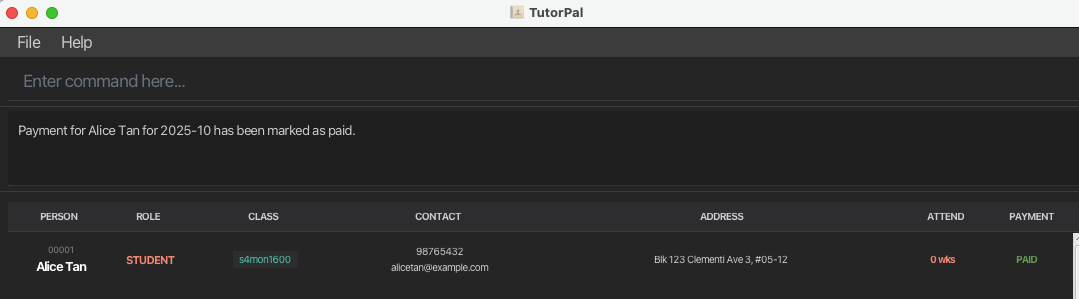 TutorPal
File Help
Enter command here...
Payment for Alice Tan for 2025-10 has been marked as paid.
PERSON ROLE CLASS CONTACT ADDRESS ATTEND PAYMENT
00001
Alice Tan STUDENT s4mon1600 98765432 Blk 123 Clementi Ave 3, #05-12 0 wks PAID
alicetan@example.com